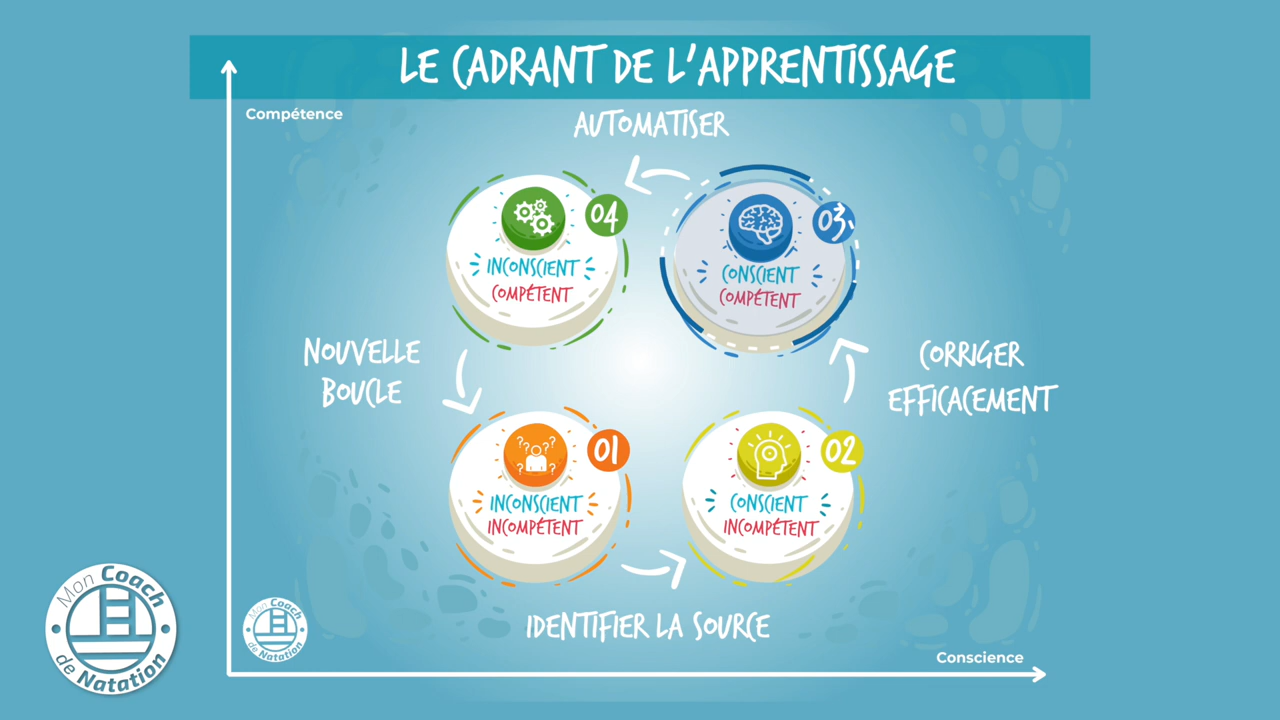 LE CADRANT DE L'APPRENTISSAGE
Compétence
AUTOMATISER
04
INCONSCIENT
COMPÉTENT
03
CONSCIENT
COMPÉTENT
NOUVELLE
BOUCLE
CORRIGER
EFFICACEMENT
01
INCONSCIENT
INCOMPÉTENT
02
CONSCIENT
INCOMPÉTENT
IDENTIFIER LA SOURCE
Conscience
Mon Coach
de Natation
Mon Coach
de Natation